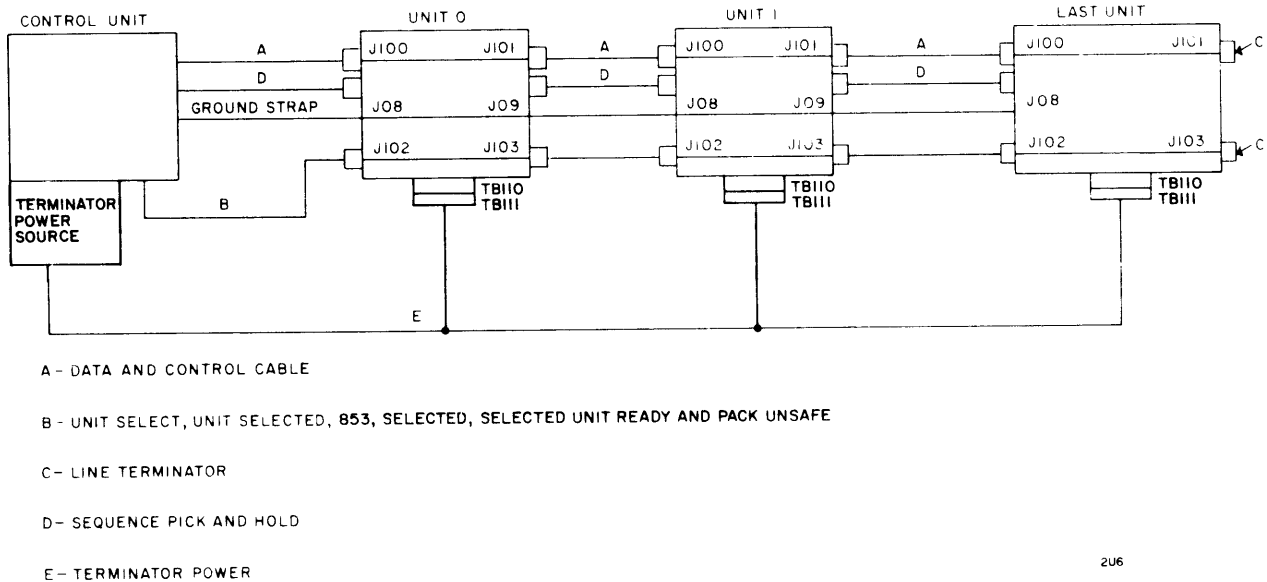 CONTROL UNIT
UNIT 0
UNIT 1
LAST UNIT
A
J100 J101
A
J100 J101
A
J100 J101
C
D
D
D
GROUND STRAP
J08 J09
J08 J09
J08
J102 J103
J102 J103
J102 J103
C
B
TERMINATOR
POWER
SOURCE
TB110
TB111
TB110
TB111
TB110
TB111
E
A - DATA AND CONTROL CABLE
B - UNIT SELECT, UNIT SELECTED, 853, SELECTED, SELECTED UNIT READY AND PACK UNSAFE
C - LINE TERMINATOR
D - SEQUENCE PICK AND HOLD
E - TERMINATOR POWER
2U6